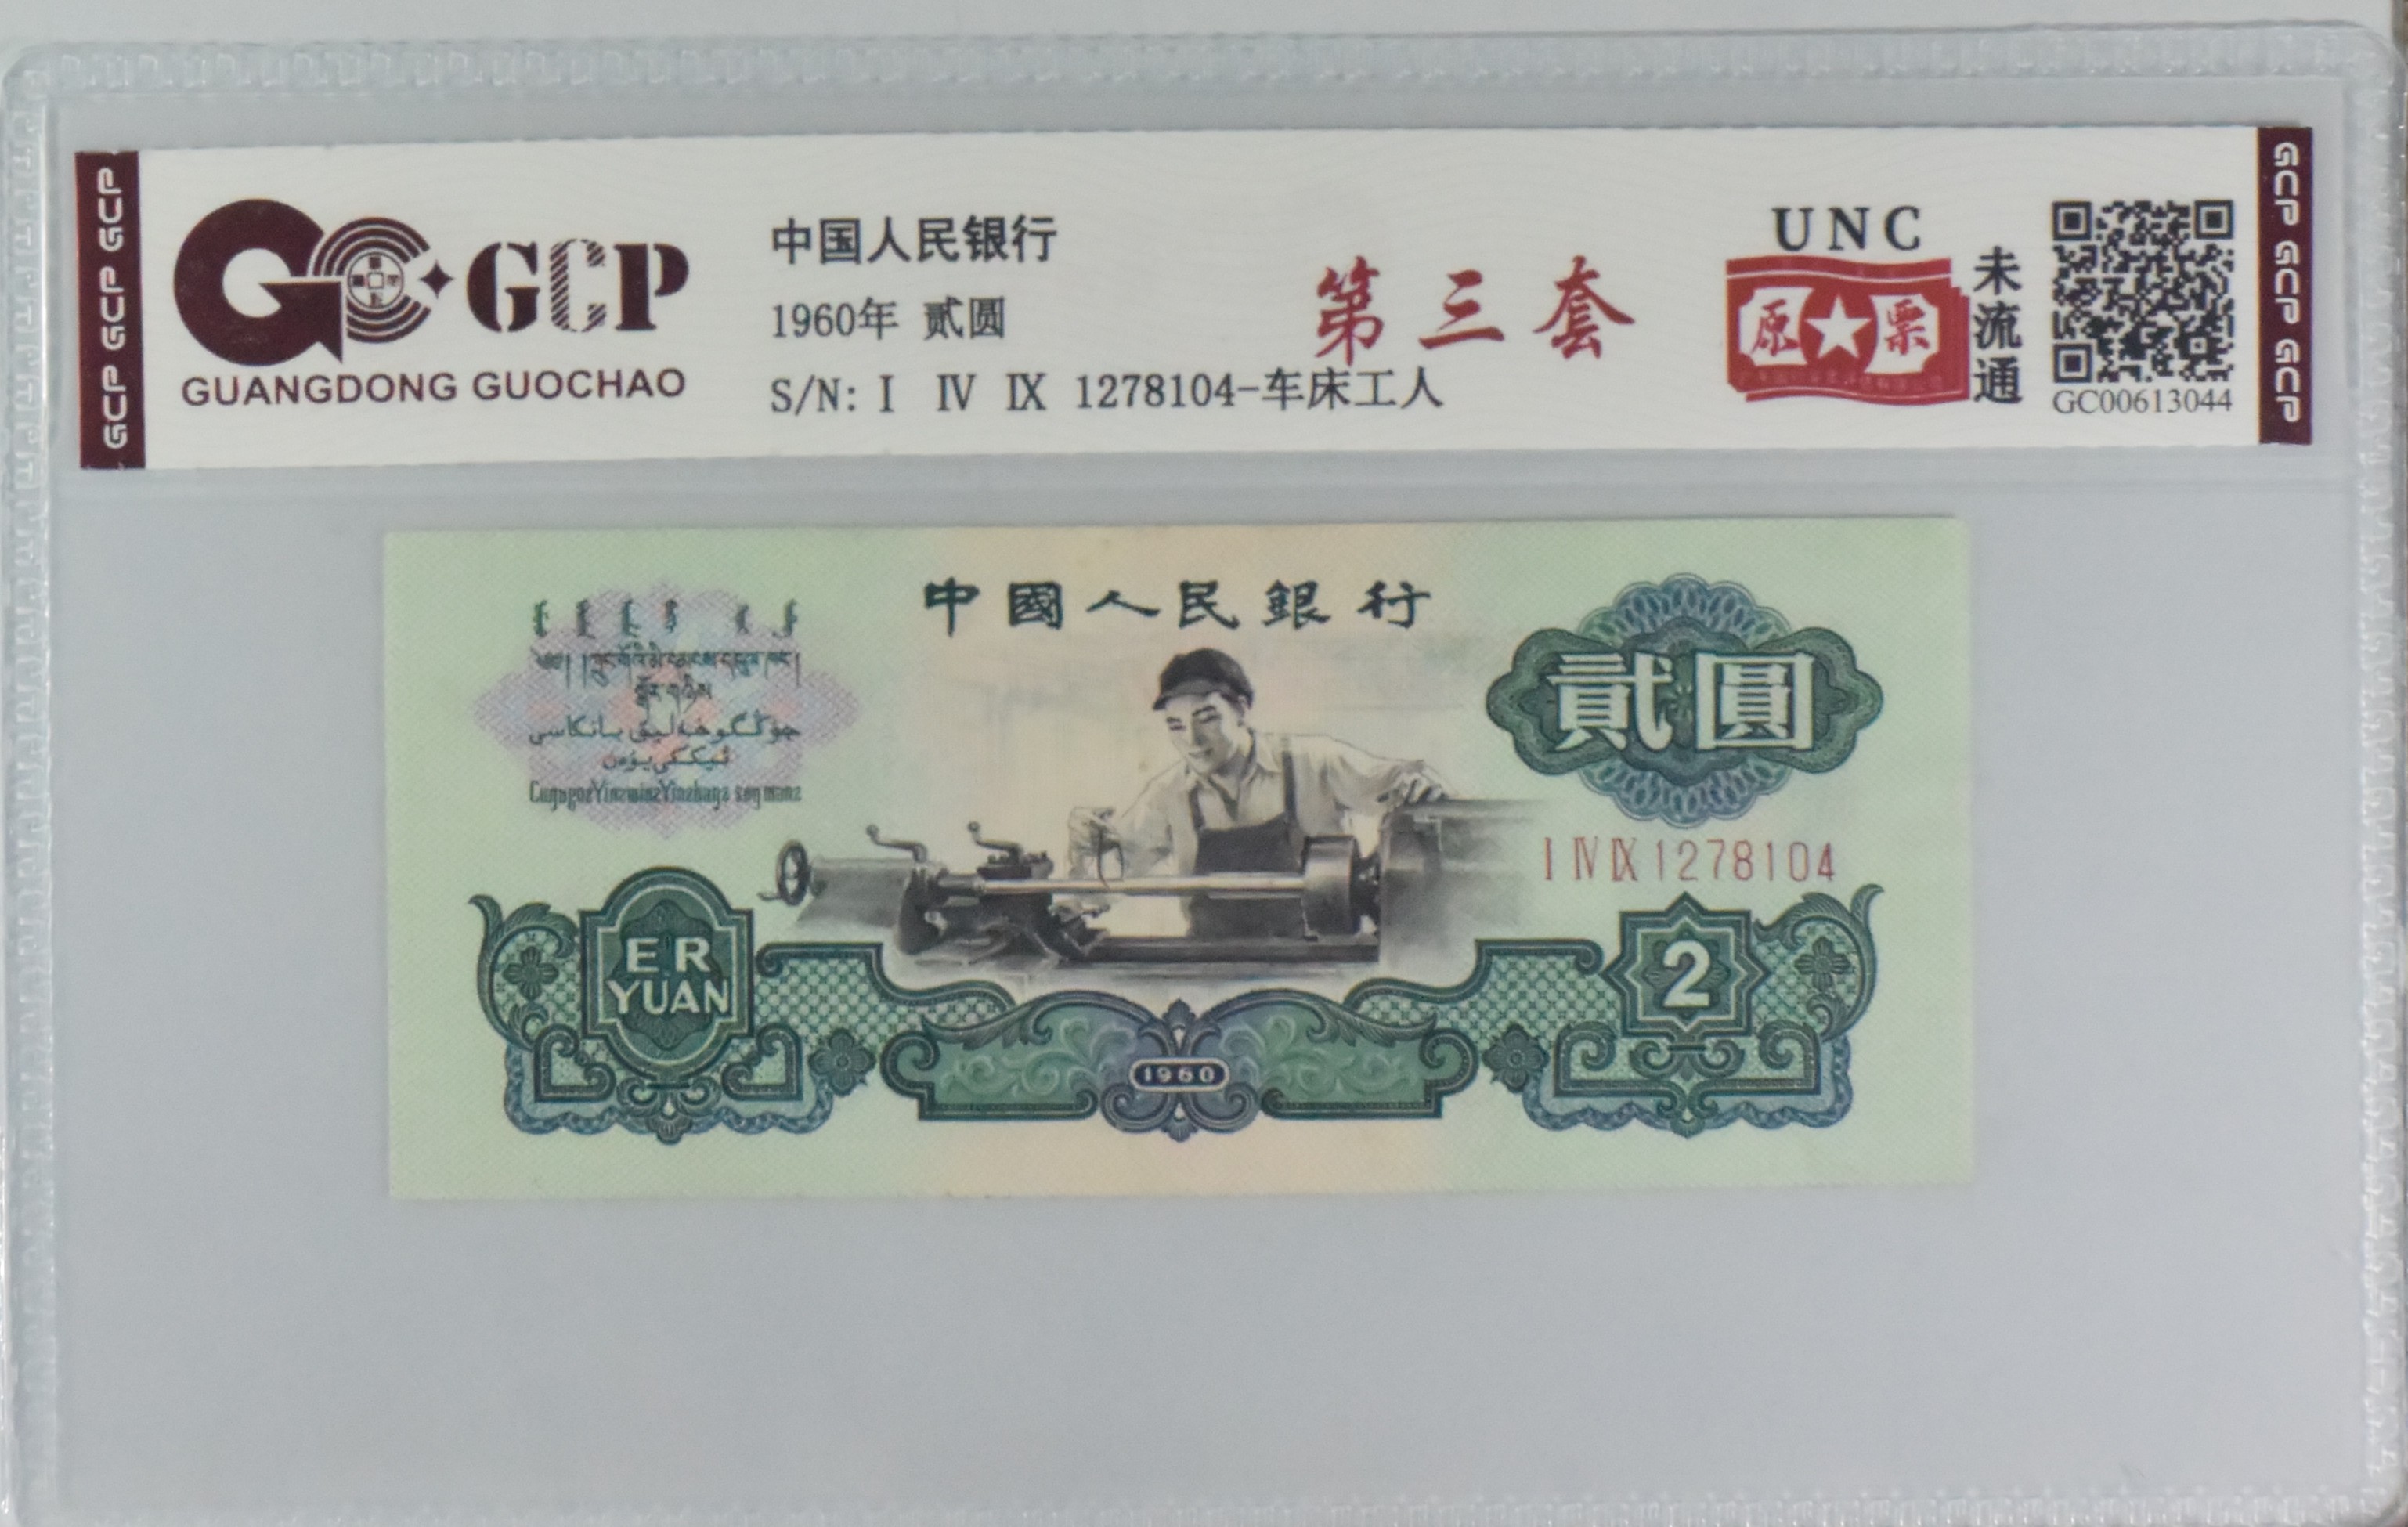 GCP GCP GCP
GCP
GUANGDONG GUOCHAO
中国人民银行
1960年 贰圆
S/N: I IV IX 1278104-车床工人
第三套
UNC
原★票
未流通
GC00613044
GCP GCP GCP
中國人民銀行
貳圓
I IV IX 1278104
ER
YUAN
2
1960